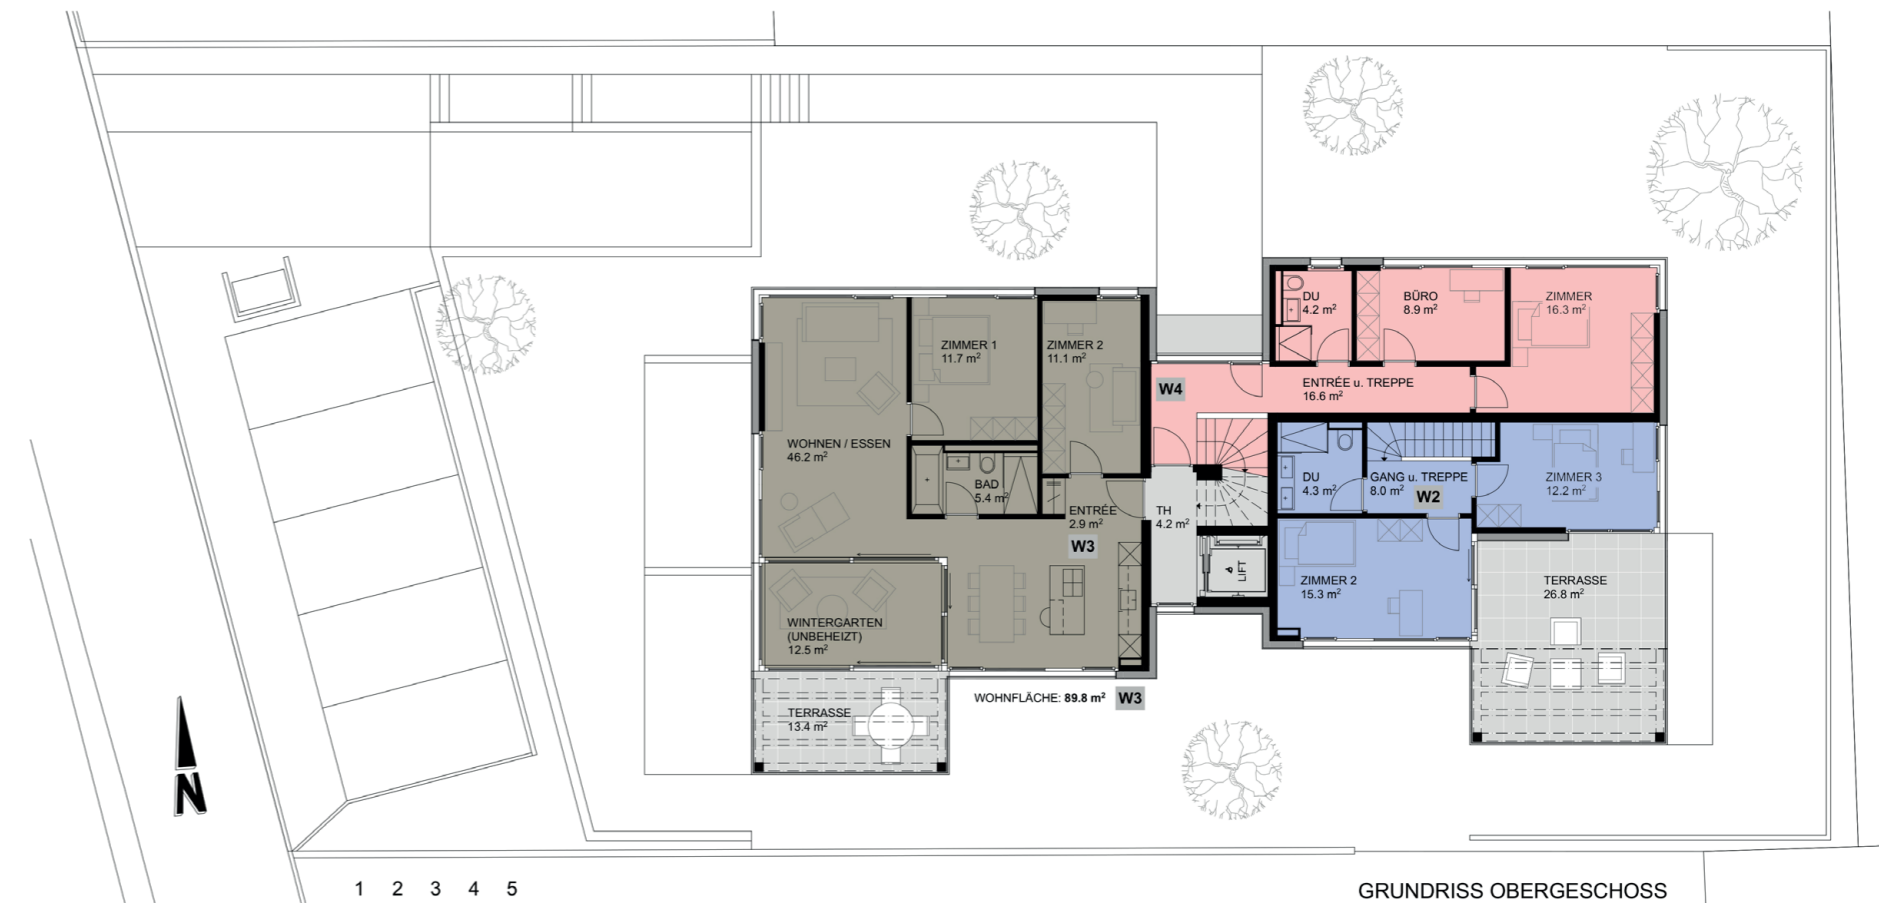 DU
4.2 m²
BÜRO
8.9 m²
ZIMMER
16.3 m²
ZIMMER 1
11.7 m²
ZIMMER 2
11.1 m²
W4
ENTRÉE u. TREPPE
16.6 m²
WOHNEN / ESSEN
46.2 m²
BAD
5.4 m²
ENTRÉE
2.9 m²
W3
TH
4.2 m²
LIFT
DU
4.3 m²
GANG u. TREPPE
8.0 m²
W2
ZIMMER 3
12.2 m²
ZIMMER 2
15.3 m²
TERRASSE
26.8 m²
WINTERGARTEN
(UNBEHEIZT)
12.5 m²
WOHNFLÄCHE: 89.8 m² W3
TERRASSE
13.4 m²
N
1 2 3 4 5
GRUNDRISS OBERGESCHOSS